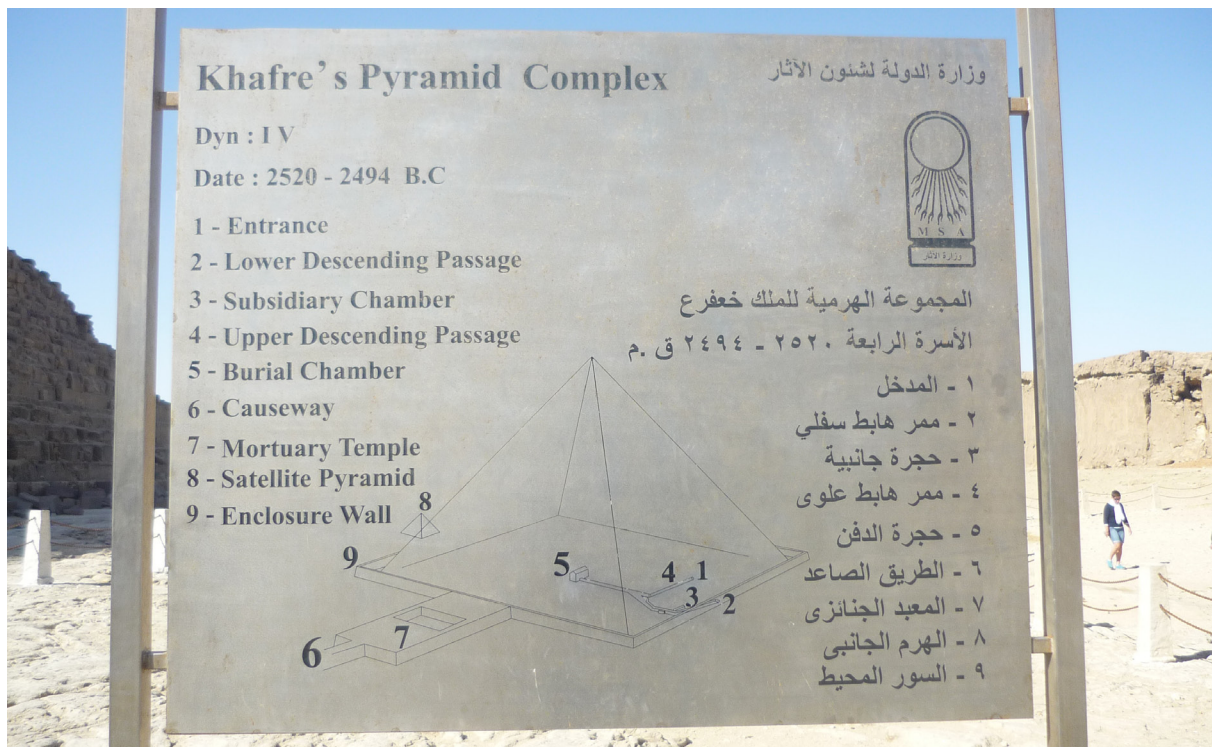 Khafre's Pyramid Complex
Dyn : I V
Date : 2520 - 2494 B.C
1 - Entrance
2 - Lower Descending Passage
3 - Subsidiary Chamber
4 - Upper Descending Passage
5 - Burial Chamber
6 - Causeway
7 - Mortuary Temple
8 - Satellite Pyramid
9 - Enclosure Wall
وزارة الدولة لشئون الآثار
M S A
وزارة الآثار
المجموعة الهرمية للملك خعفرع
الأسرة الرابعة ٢٥٢٠ - ٢٤٩٤ ق .م
١ - المدخل
٢ - ممر هابط سفلي
٣ - حجرة جانبية
٤ - ممر هابط علوى
٥ - حجرة الدفن
٦ - الطريق الصاعد
٧ - المعبد الجنائزى
٨ - الهرم الجانبى
٩ - السور المحيط
8
9
5
4
1
3
2
7
6